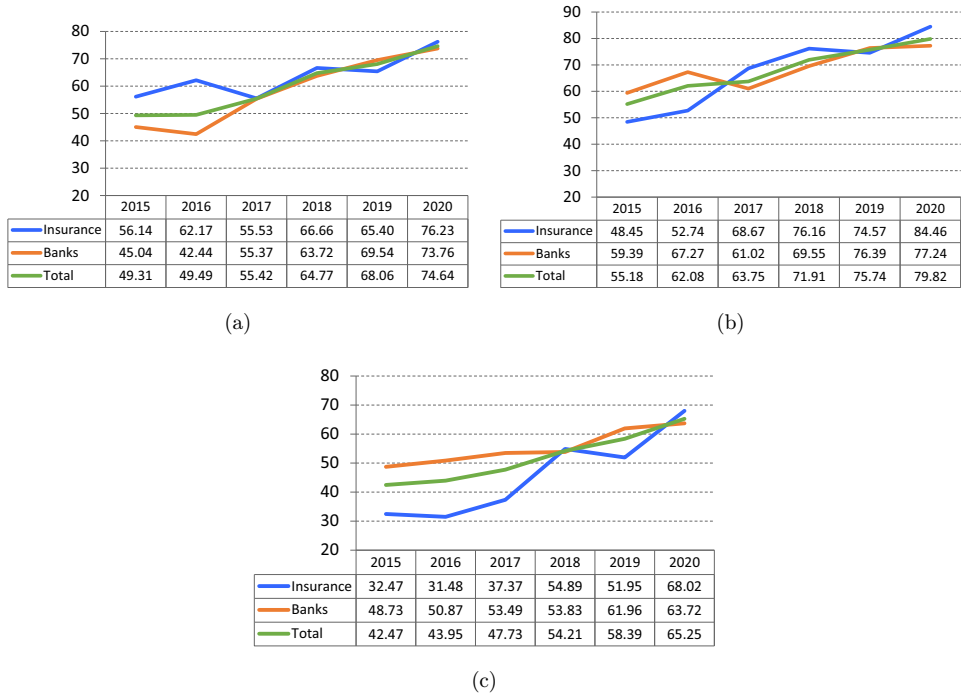 80
70
60
50
40
30
20
2015 2016 2017 2018 2019 2020
Insurance 56.14 62.17 55.53 66.66 65.40 76.23
Banks 45.04 42.44 55.37 63.72 69.54 73.76
Total 49.31 49.49 55.42 64.77 68.06 74.64
(a)
90
80
70
60
50
40
30
20
2015 2016 2017 2018 2019 2020
Insurance 48.45 52.74 68.67 76.16 74.57 84.46
Banks 59.39 67.27 61.02 69.55 76.39 77.24
Total 55.18 62.08 63.75 71.91 75.74 79.82
(b)
80
70
60
50
40
30
20
2015 2016 2017 2018 2019 2020
Insurance 32.47 31.48 37.37 54.89 51.95 68.02
Banks 48.73 50.87 53.49 53.83 61.96 63.72
Total 42.47 43.95 47.73 54.21 58.39 65.25
(c)